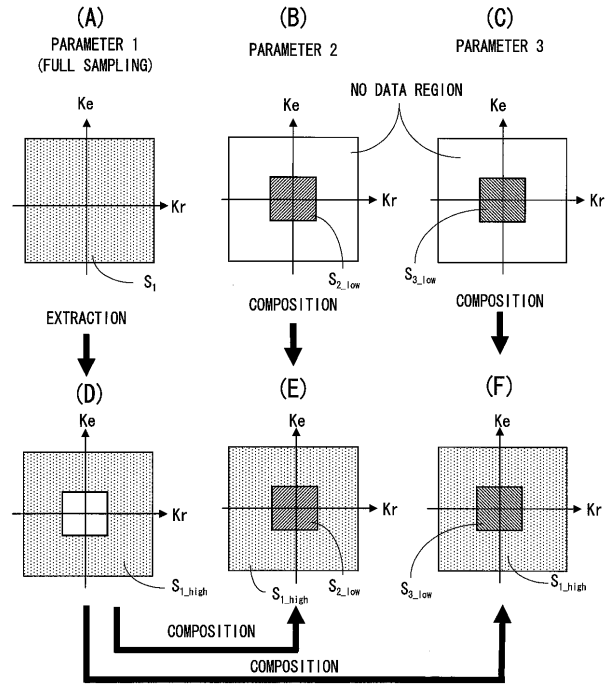 (A)
PARAMETER 1
(FULL SAMPLING)
Ke
Kr
S1
EXTRACTION
(B)
PARAMETER 2
NO DATA REGION
Ke
Kr
S2_low
COMPOSITION
(C)
PARAMETER 3
Ke
Kr
S3_low
COMPOSITION
(D)
Ke
Kr
S1_high
(E)
Ke
Kr
S1_high
S2_low
(F)
Ke
Kr
S3_low
S1_high
COMPOSITION
COMPOSITION